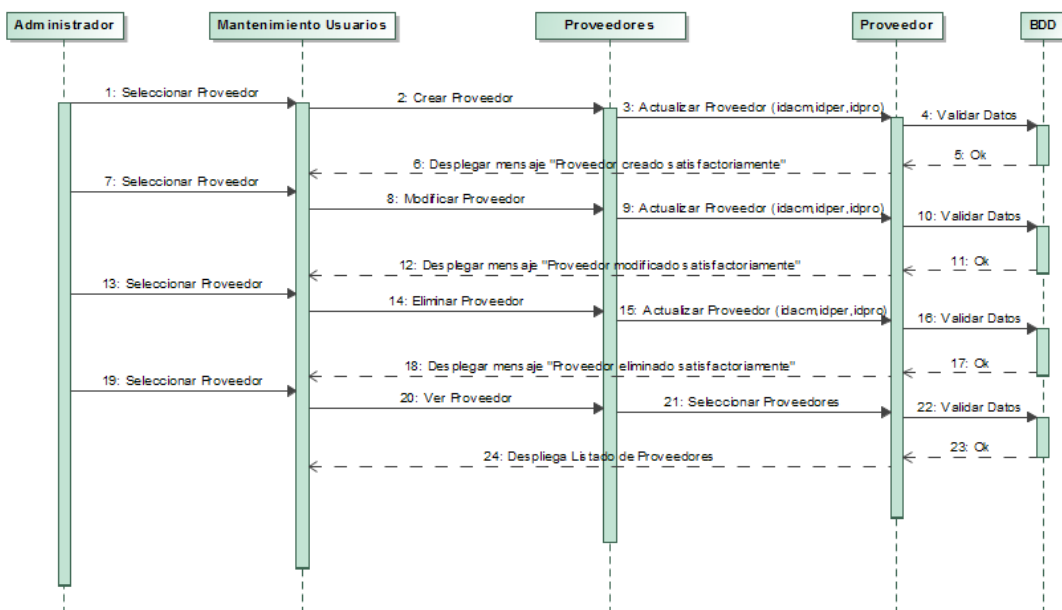 Administrador
Mantenimiento Usuarios
Proveedores
Proveedor
BDD
1: Seleccionar Proveedor
2: Crear Proveedor
3: Actualizar Proveedor (idacm,idper,idpro)
4: Validar Datos
5: Ok
6: Desplegar mensaje "Proveedor creado satisfactoriamente"
7: Seleccionar Proveedor
8: Modificar Proveedor
9: Actualizar Proveedor (idacm,idper,idpro)
10: Validar Datos
11: Ok
12: Desplegar mensaje "Proveedor modificado satisfactoriamente"
13: Seleccionar Proveedor
14: Eliminar Proveedor
15: Actualizar Proveedor (idacm,idper,idpro)
16: Validar Datos
17: Ok
18: Desplegar mensaje "Proveedor eliminado satisfactoriamente"
19: Seleccionar Proveedor
20: Ver Proveedor
21: Seleccionar Proveedores
22: Validar Datos
23: Ok
24: Despliega Listado de Proveedores